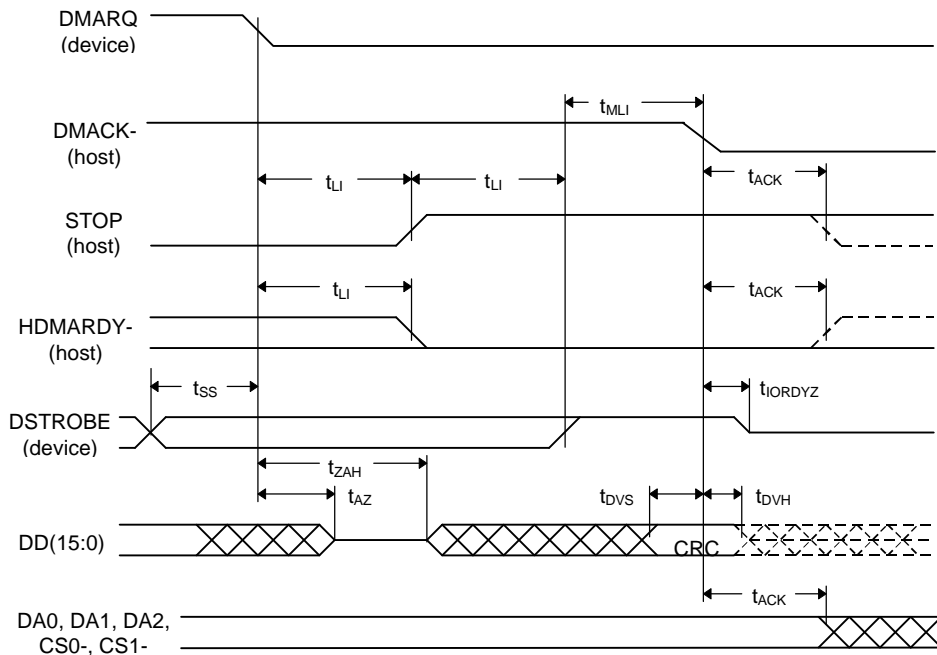 DMARQ
(device)
tMLI
DMACK-
(host)
tLI
tLI
tACK
STOP
(host)
tLI
tACK
HDMARDY-
(host)
tSS
tIORDYZ
DSTROBE
(device)
tZAH
tAZ
tDVS
tDVH
DD(15:0)
CRC
tACK
DA0, DA1, DA2,
CS0-, CS1-